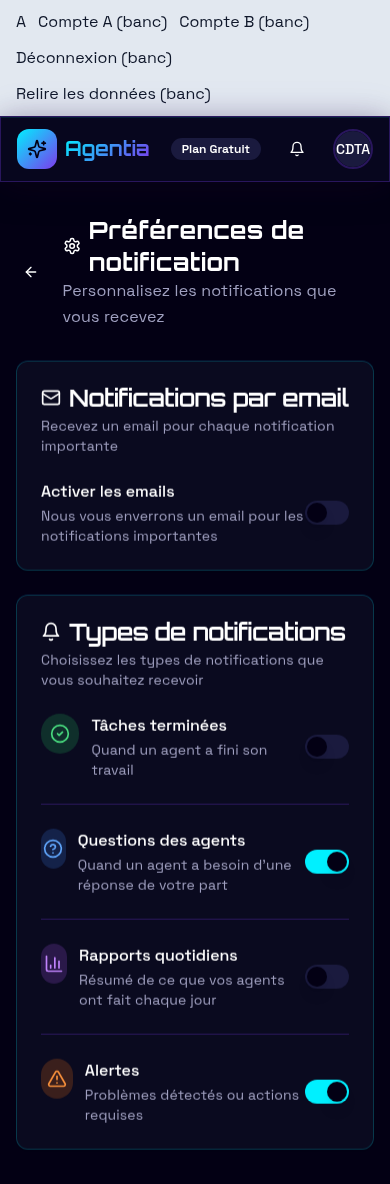 A Compte A (banc) Compte B (banc)
Déconnexion (banc)
Relire les données (banc)
Agentia Plan Gratuit CDTA
Préférences de
notification
Personnalisez les notifications que
vous recevez
Notifications par email
Recevez un email pour chaque notification
importante
Activer les emails
Nous vous enverrons un email pour les
notifications importantes
Types de notifications
Choisissez les types de notifications que
vous souhaitez recevoir
Tâches terminées
Quand un agent a fini son
travail
Questions des agents
Quand un agent a besoin d'une
réponse de votre part
Rapports quotidiens
Résumé de ce que vos agents
ont fait chaque jour
Alertes
Problèmes détectés ou actions
requises